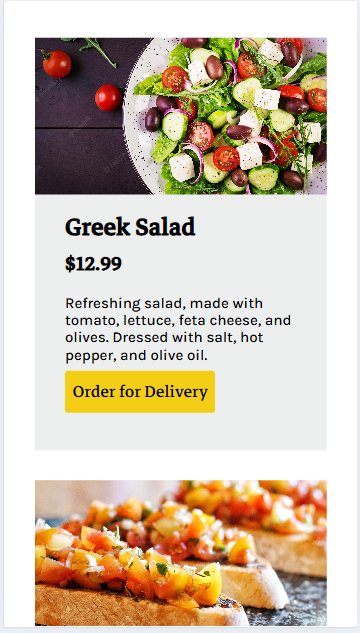 Greek Salad
$12.99
Refreshing salad, made with
tomato, lettuce, feta cheese, and
olives. Dressed with salt, hot
pepper, and olive oil.
Order for Delivery